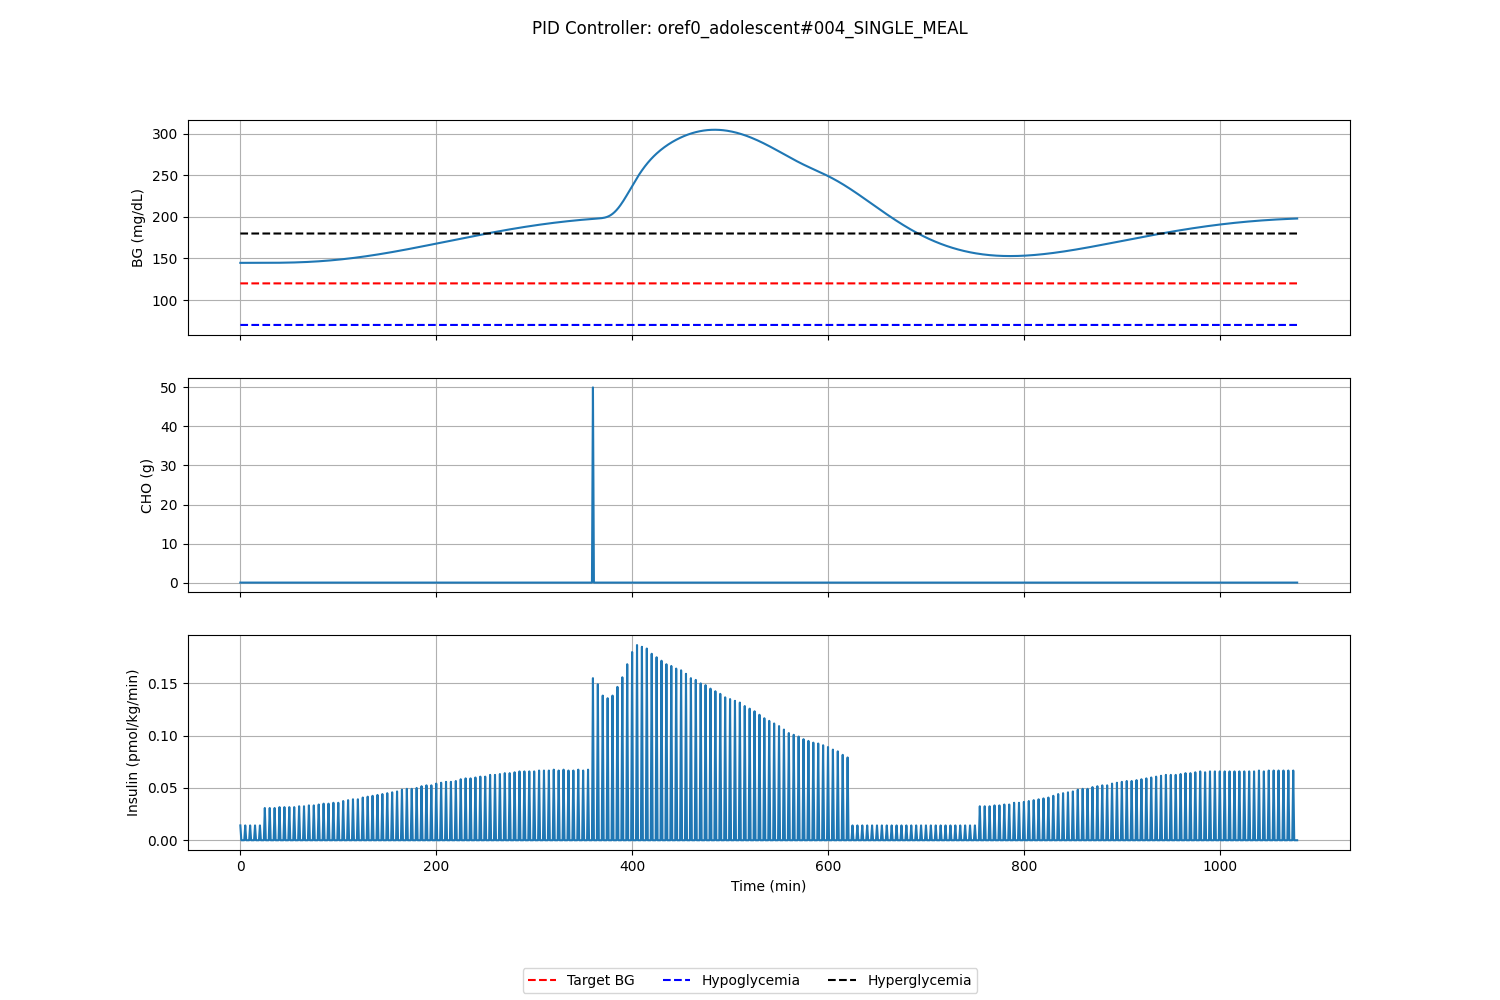 PID Controller: oref0_adolescent#004_SINGLE_MEAL
BG (mg/dL)
300
250
200
150
100
CHO (g)
50
40
30
20
10
0
Insulin (pmol/kg/min)
0.15
0.10
0.05
0.00
0 200 400 600 800 1000
Time (min)
Target BG Hypoglycemia Hyperglycemia